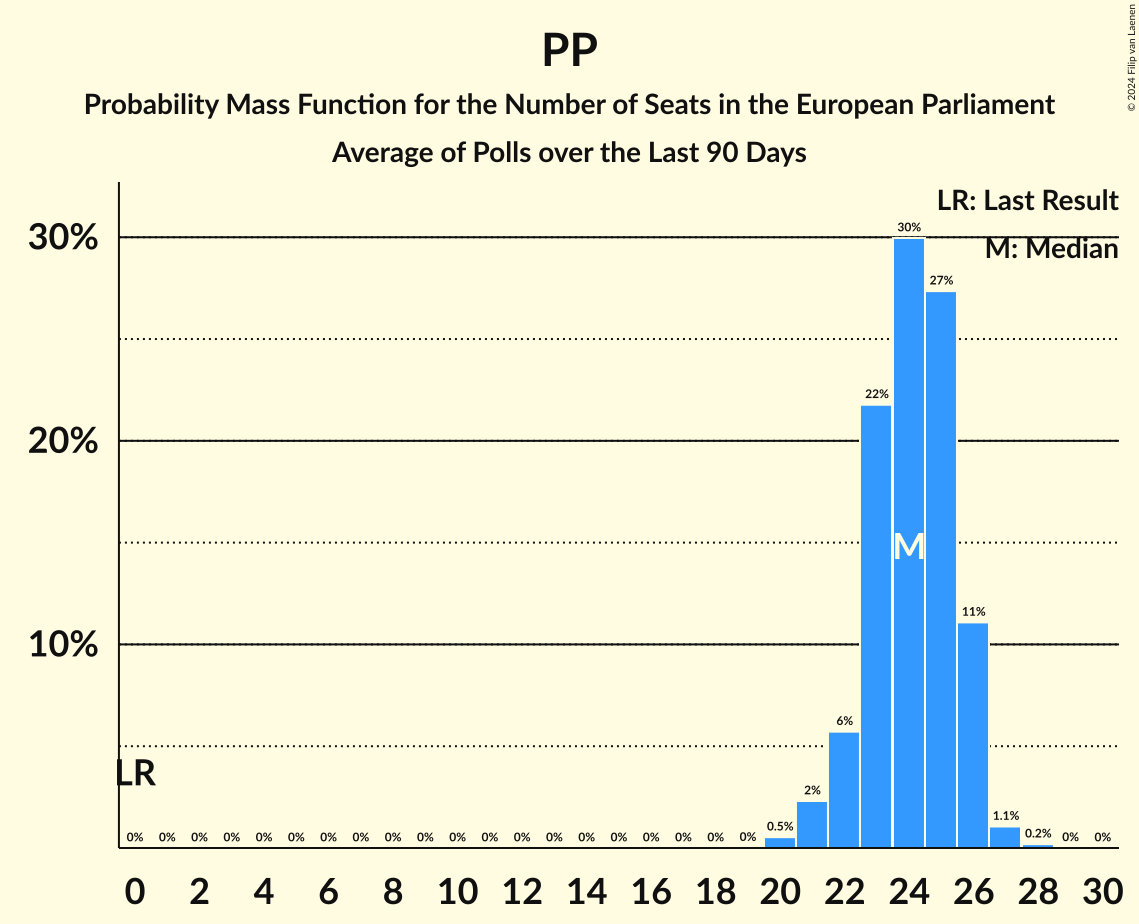 © 2024 Filip van Laenen
PP
Probability Mass Function for the Number of Seats in the European Parliament
Average of Polls over the Last 90 Days
LR: Last Result
M: Median
30%
20%
10%
30%
27%
22%
M
11%
6%
LR
2%
0% 0% 0% 0% 0% 0% 0% 0% 0% 0% 0% 0% 0% 0% 0% 0% 0% 0% 0% 0% 0.5% 1.1% 0.2% 0% 0%
0 2 4 6 8 10 12 14 16 18 20 22 24 26 28 30